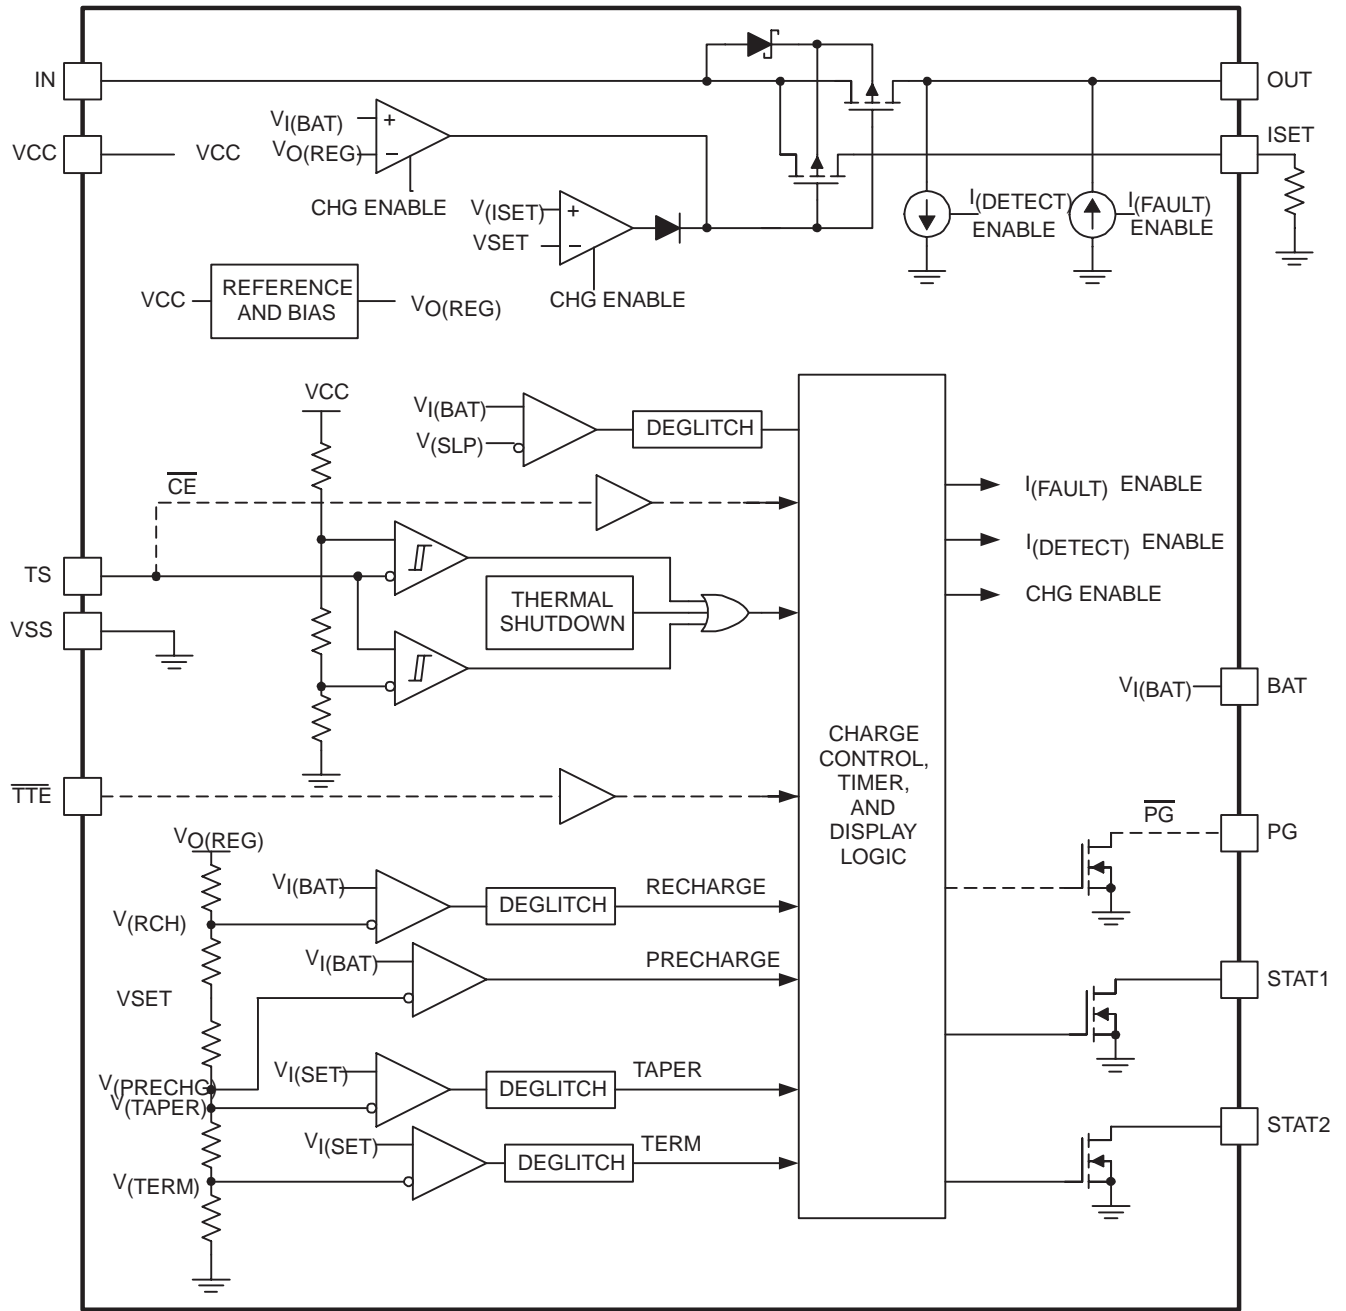 IN
OUT
VI(BAT)
VO(REG)
+
−
CHG ENABLE
VCC
VCC
ISET
V(ISET)
VSET
+
−
CHG ENABLE
I(DETECT)
ENABLE
I(FAULT)
ENABLE
VCC
REFERENCE
AND BIAS
VO(REG)
VCC
VI(BAT)
V(SLP)
DEGLITCH
CE
I(FAULT) ENABLE
I(DETECT) ENABLE
CHG ENABLE
TS
THERMAL
SHUTDOWN
VSS
VI(BAT)
BAT
CHARGE
CONTROL,
TIMER,
AND
DISPLAY
LOGIC
TTE
PG
PG
VO(REG)
VI(BAT)
DEGLITCH
RECHARGE
V(RCH)
VI(BAT)
PRECHARGE
VSET
STAT1
VI(SET)
DEGLITCH
TAPER
V(PRECHG)
V(TAPER)
VI(SET)
DEGLITCH
TERM
V(TERM)
STAT2